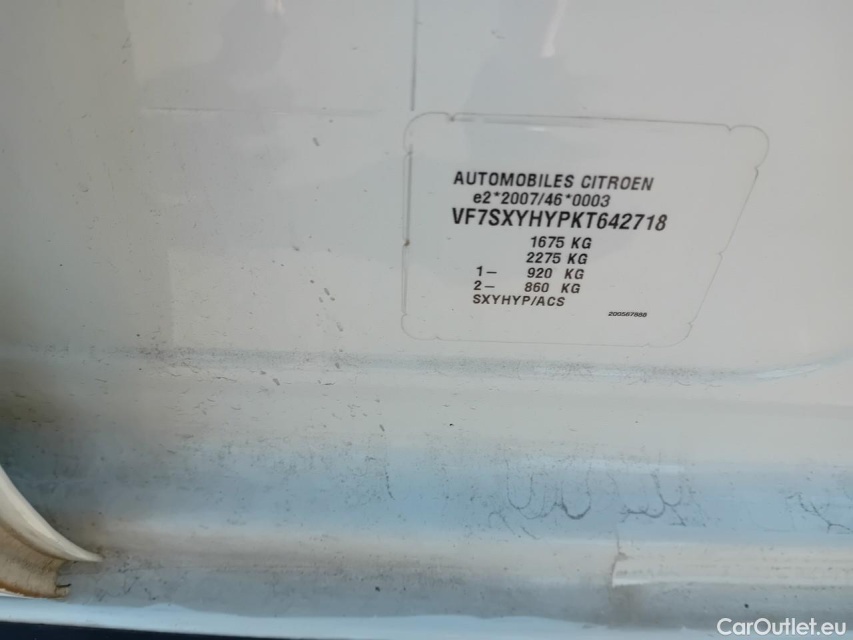 AUTOMOBILES CITROEN
e2*2007/46*0003
VF7SXYHYPKT642718
1675 KG
2275 KG
1- 920 KG
2- 860 KG
SXYHYP/ACS
200567888
CarOutlet.eu